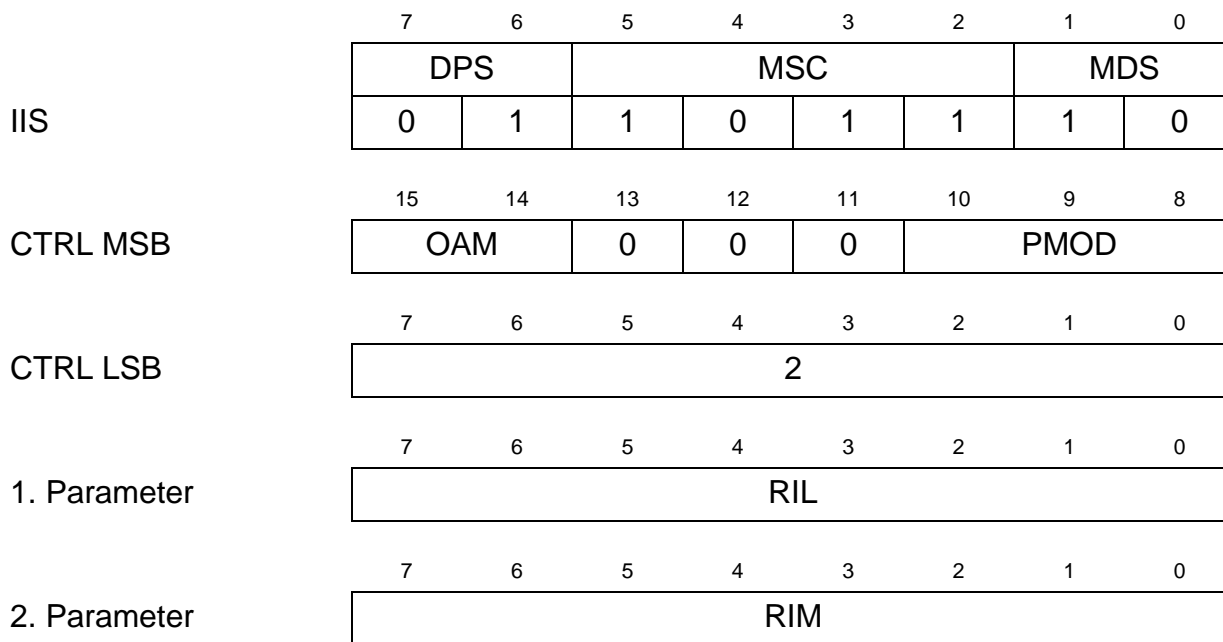 7 6 5 4 3 2 1 0
DPS MSC MDS
IIS 0 1 1 0 1 1 1 0
15 14 13 12 11 10 9 8
CTRL MSB OAM 0 0 0 PMOD
7 6 5 4 3 2 1 0
CTRL LSB 2
7 6 5 4 3 2 1 0
1. Parameter RIL
7 6 5 4 3 2 1 0
2. Parameter RIM